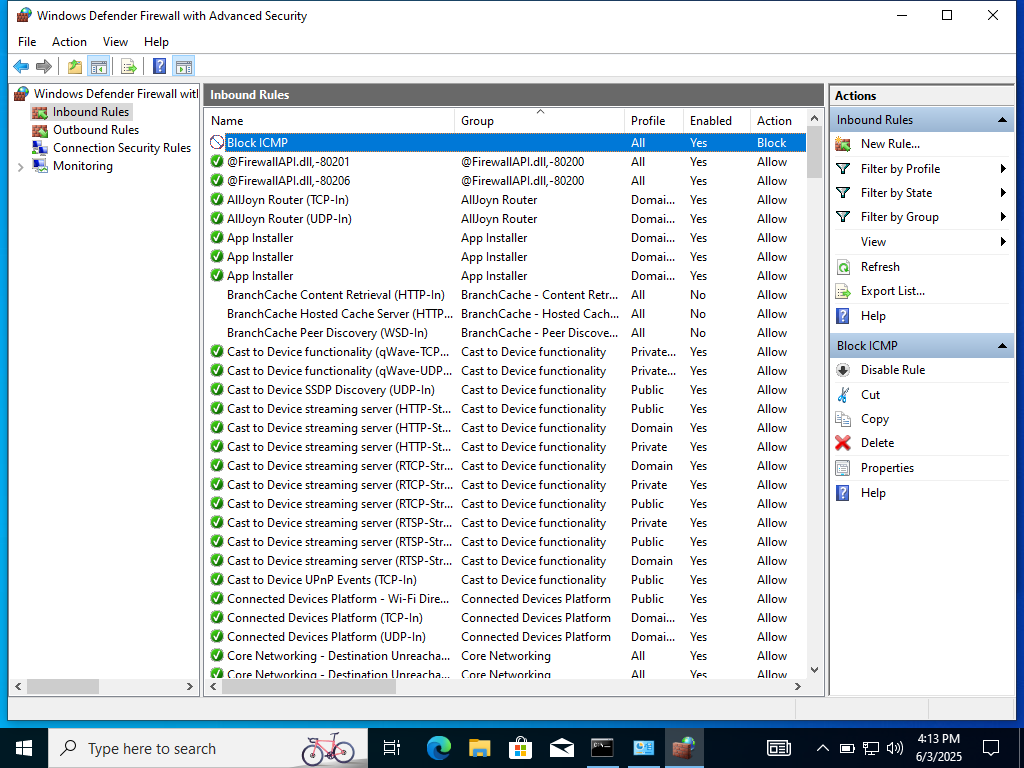 Windows Defender Firewall with Advanced Security
File Action View Help
Windows Defender Firewall wit
Inbound Rules
Outbound Rules
Connection Security Rules
Monitoring
Inbound Rules
Name Group Profile Enabled Action
Block ICMP All Yes Block
@FirewallAPI.dll,-80201 @FirewallAPI.dll,-80200 All Yes Allow
@FirewallAPI.dll,-80206 @FirewallAPI.dll,-80200 All Yes Allow
AllJoyn Router (TCP-In) AllJoyn Router Domai... Yes Allow
AllJoyn Router (UDP-In) AllJoyn Router Domai... Yes Allow
App Installer App Installer Domai... Yes Allow
App Installer App Installer Domai... Yes Allow
App Installer App Installer Domai... Yes Allow
BranchCache Content Retrieval (HTTP-In) BranchCache - Content Retr... All No Allow
BranchCache Hosted Cache Server (HTTP... BranchCache - Hosted Cach... All No Allow
BranchCache Peer Discovery (WSD-In) BranchCache - Peer Discove... All No Allow
Cast to Device functionality (qWave-TCP... Cast to Device functionality Private... Yes Allow
Cast to Device functionality (qWave-UDP... Cast to Device functionality Private... Yes Allow
Cast to Device SSDP Discovery (UDP-In) Cast to Device functionality Public Yes Allow
Cast to Device streaming server (HTTP-St... Cast to Device functionality Public Yes Allow
Cast to Device streaming server (HTTP-St... Cast to Device functionality Domain Yes Allow
Cast to Device streaming server (HTTP-St... Cast to Device functionality Private Yes Allow
Cast to Device streaming server (RTCP-Str... Cast to Device functionality Domain Yes Allow
Cast to Device streaming server (RTCP-Str... Cast to Device functionality Private Yes Allow
Cast to Device streaming server (RTCP-Str... Cast to Device functionality Public Yes Allow
Cast to Device streaming server (RTSP-Str... Cast to Device functionality Private Yes Allow
Cast to Device streaming server (RTSP-Str... Cast to Device functionality Public Yes Allow
Cast to Device streaming server (RTSP-Str... Cast to Device functionality Domain Yes Allow
Cast to Device UPnP Events (TCP-In) Cast to Device functionality Public Yes Allow
Connected Devices Platform - Wi-Fi Dire... Connected Devices Platform Public Yes Allow
Connected Devices Platform (TCP-In) Connected Devices Platform Domai... Yes Allow
Connected Devices Platform (UDP-In) Connected Devices Platform Domai... Yes Allow
Core Networking - Destination Unreacha... Core Networking All Yes Allow
Core Networking - Destination Unreacha... Core Networking All Yes Allow
Actions
Inbound Rules
New Rule...
Filter by Profile
Filter by State
Filter by Group
View
Refresh
Export List...
Help
Block ICMP
Disable Rule
Cut
Copy
Delete
Properties
Help
Type here to search
4:13 PM
6/3/2025